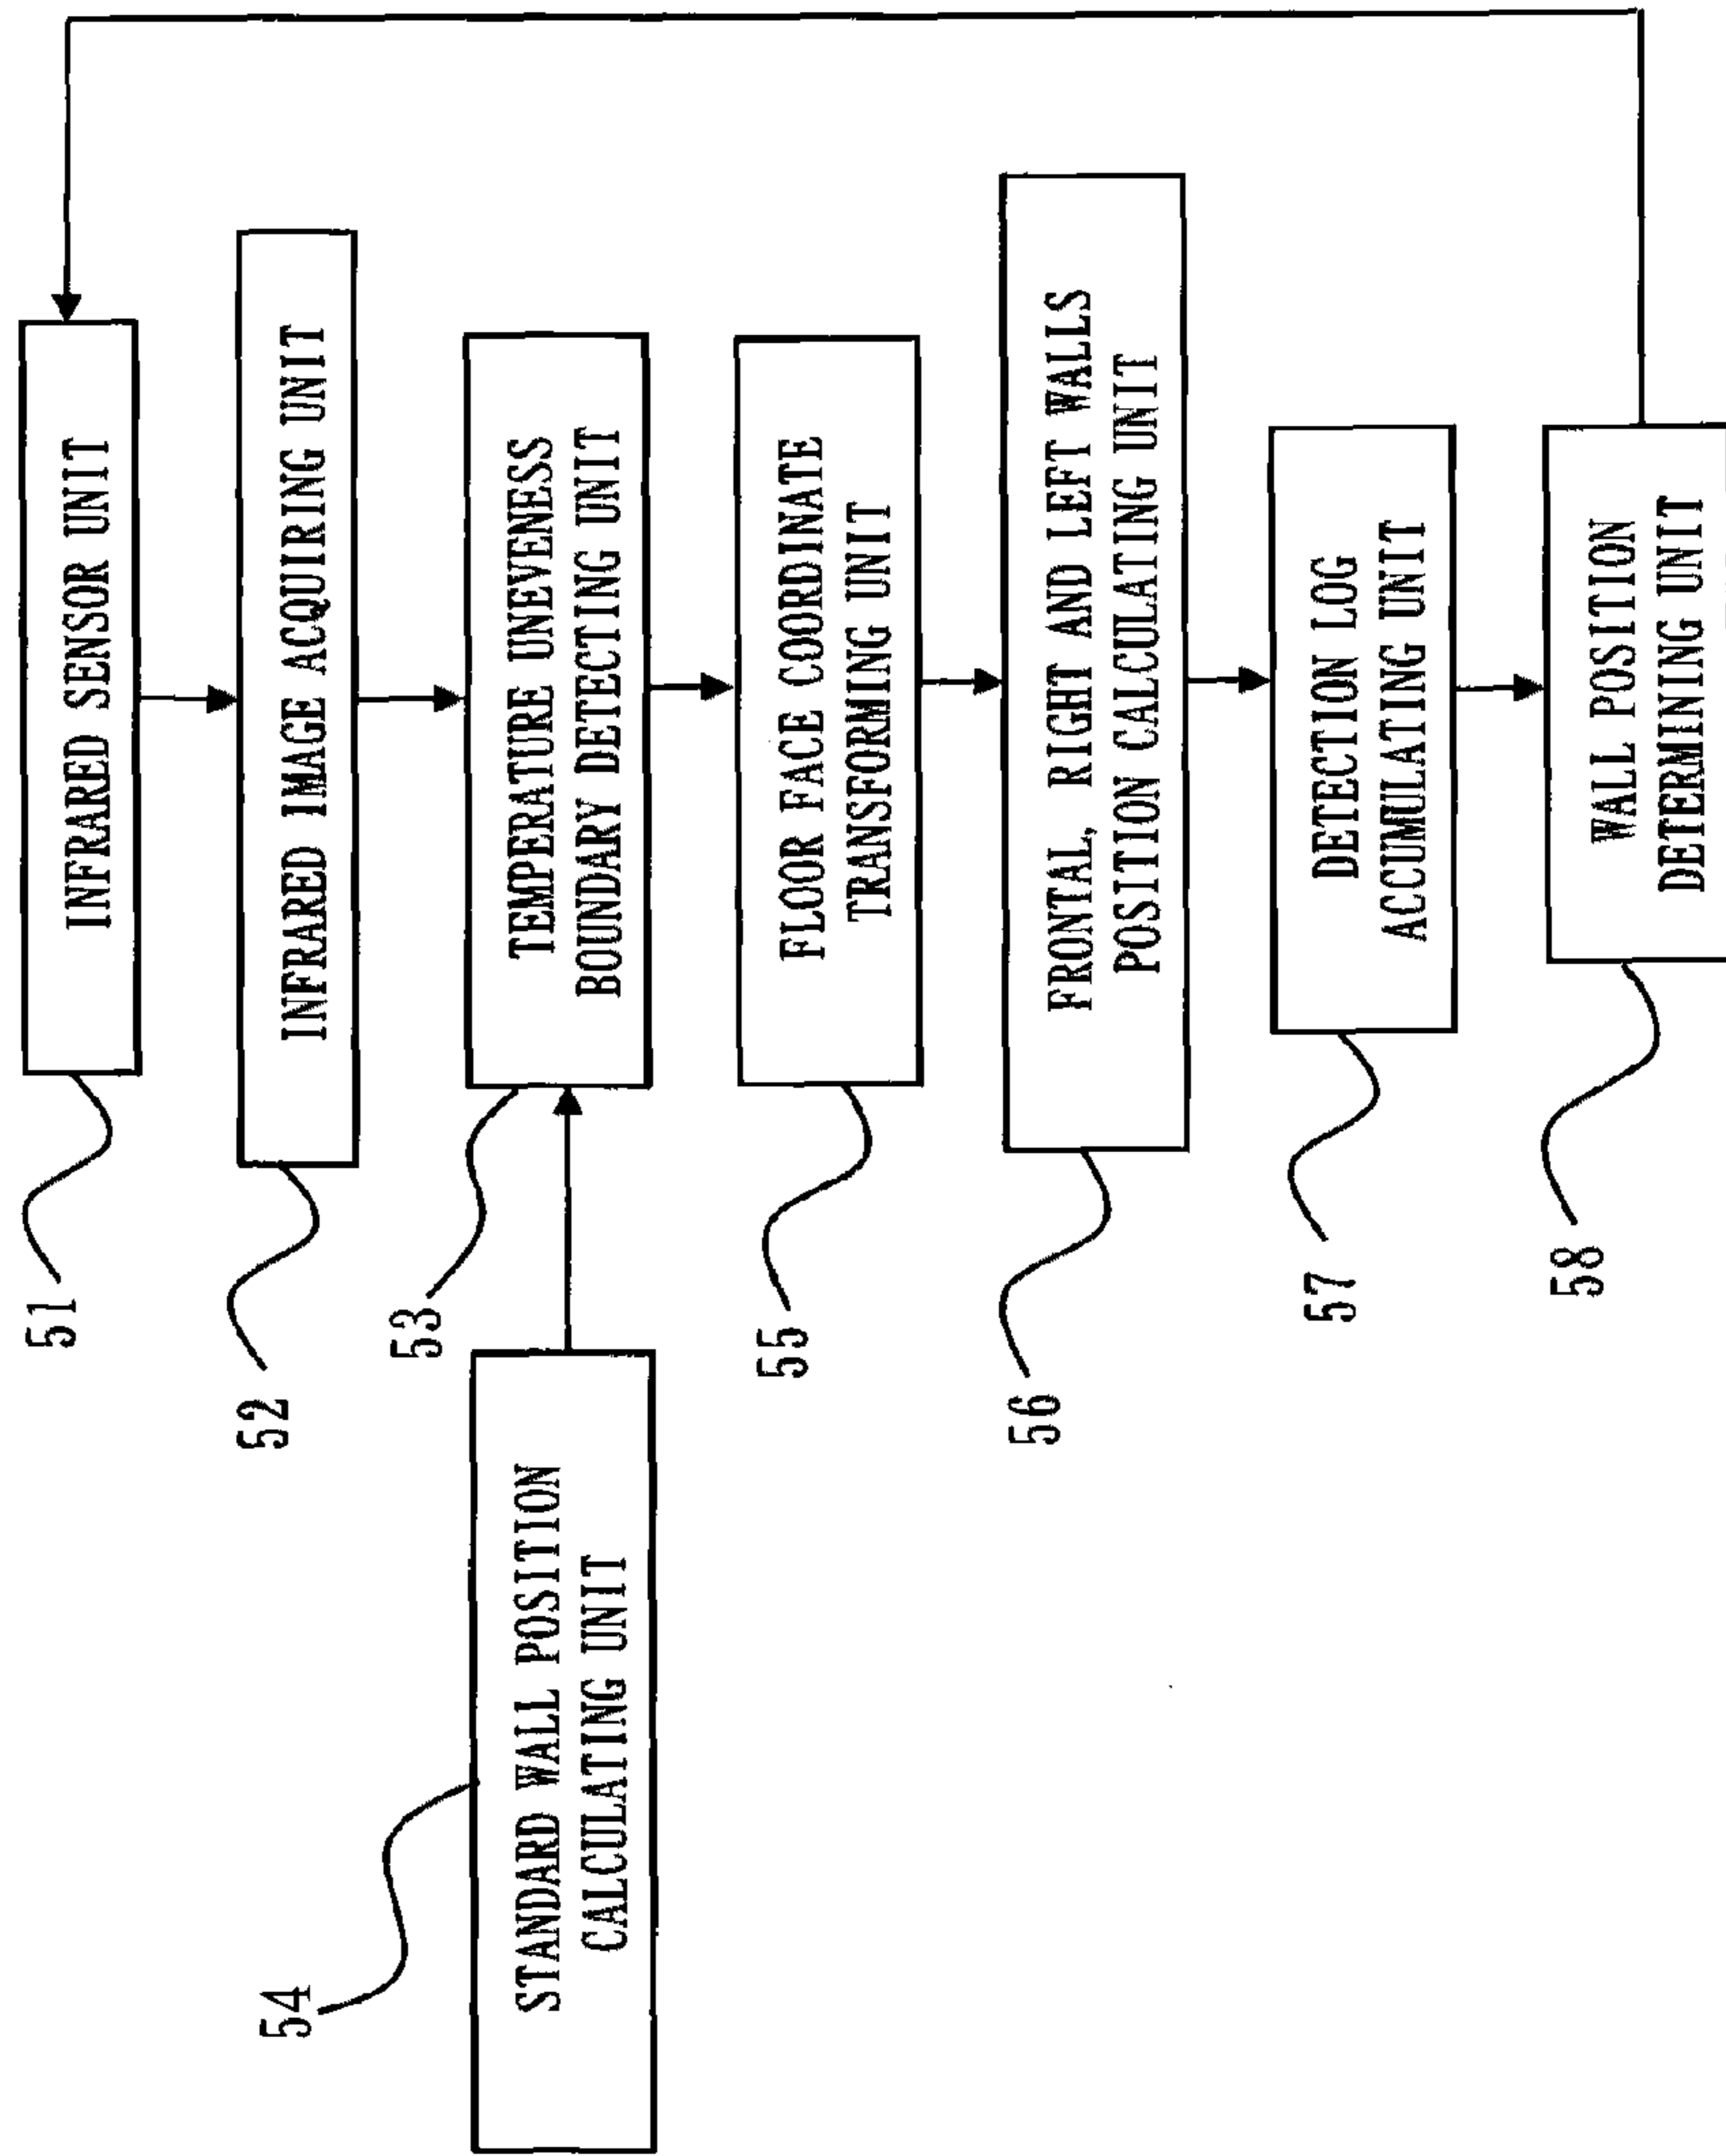 INFRARED SENSOR UNIT
51
INFRARED IMAGE ACQUIRING UNIT
52
TEMPERATURE UNEVENESS
BOUNDARY DETECTING UNIT
53
STANDARD WALL POSITION
CALCULATING UNIT
54
FLOOR FACE COORDINATE
TRANSFORMING UNIT
55
FRONTAL, RIGHT AND LEFT WALLS
POSITION CALCULATING UNIT
56
DETECTION LOG
ACCUMULATING UNIT
57
WALL POSITION
DETERMINING UNIT
58